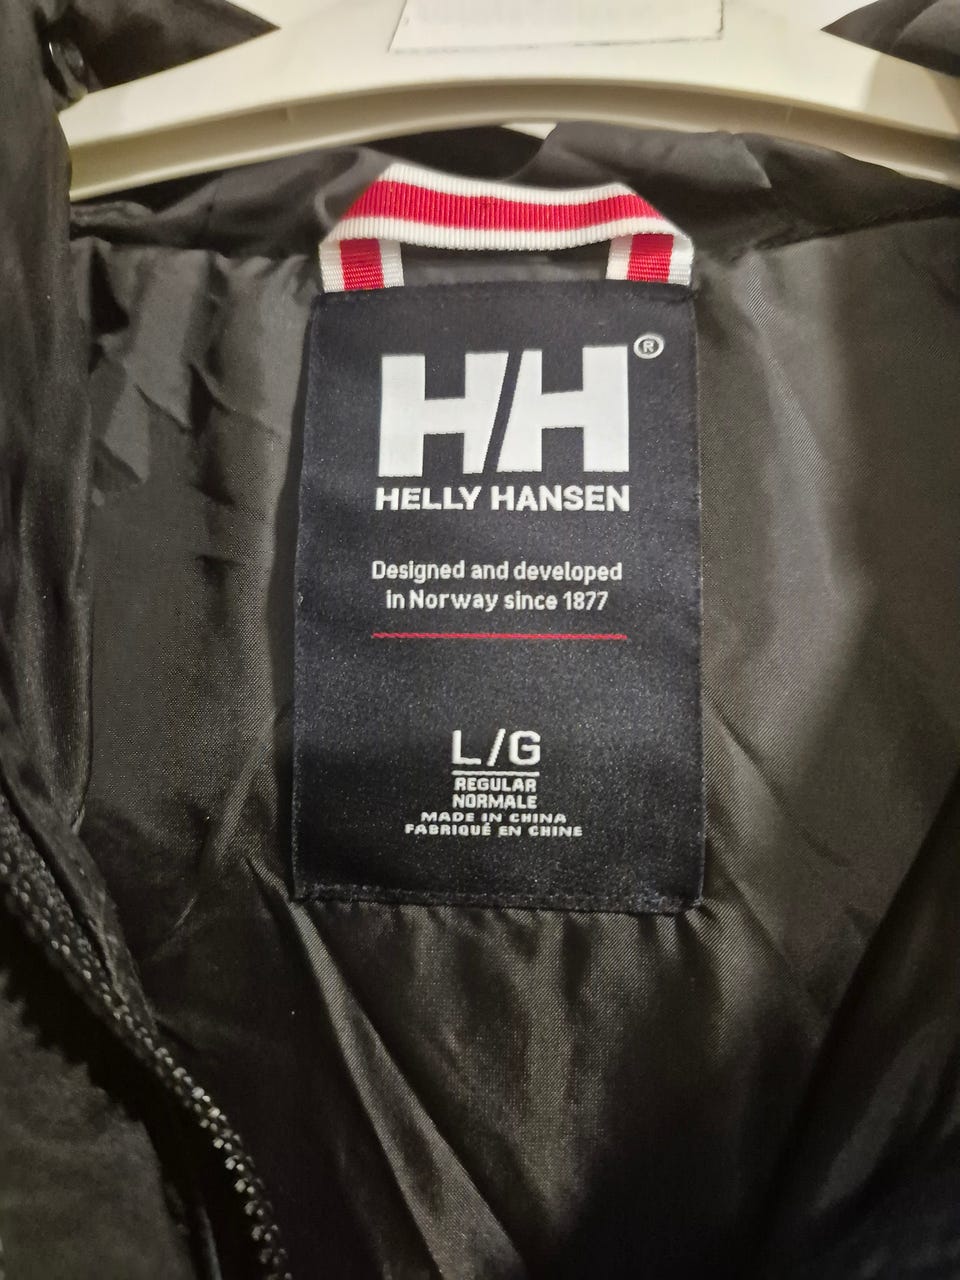 HH®
HELLY HANSEN
Designed and developed
in Norway since 1877
L/G
REGULAR
NORMALE
MADE IN CHINA
FABRIQUÉ EN CHINE